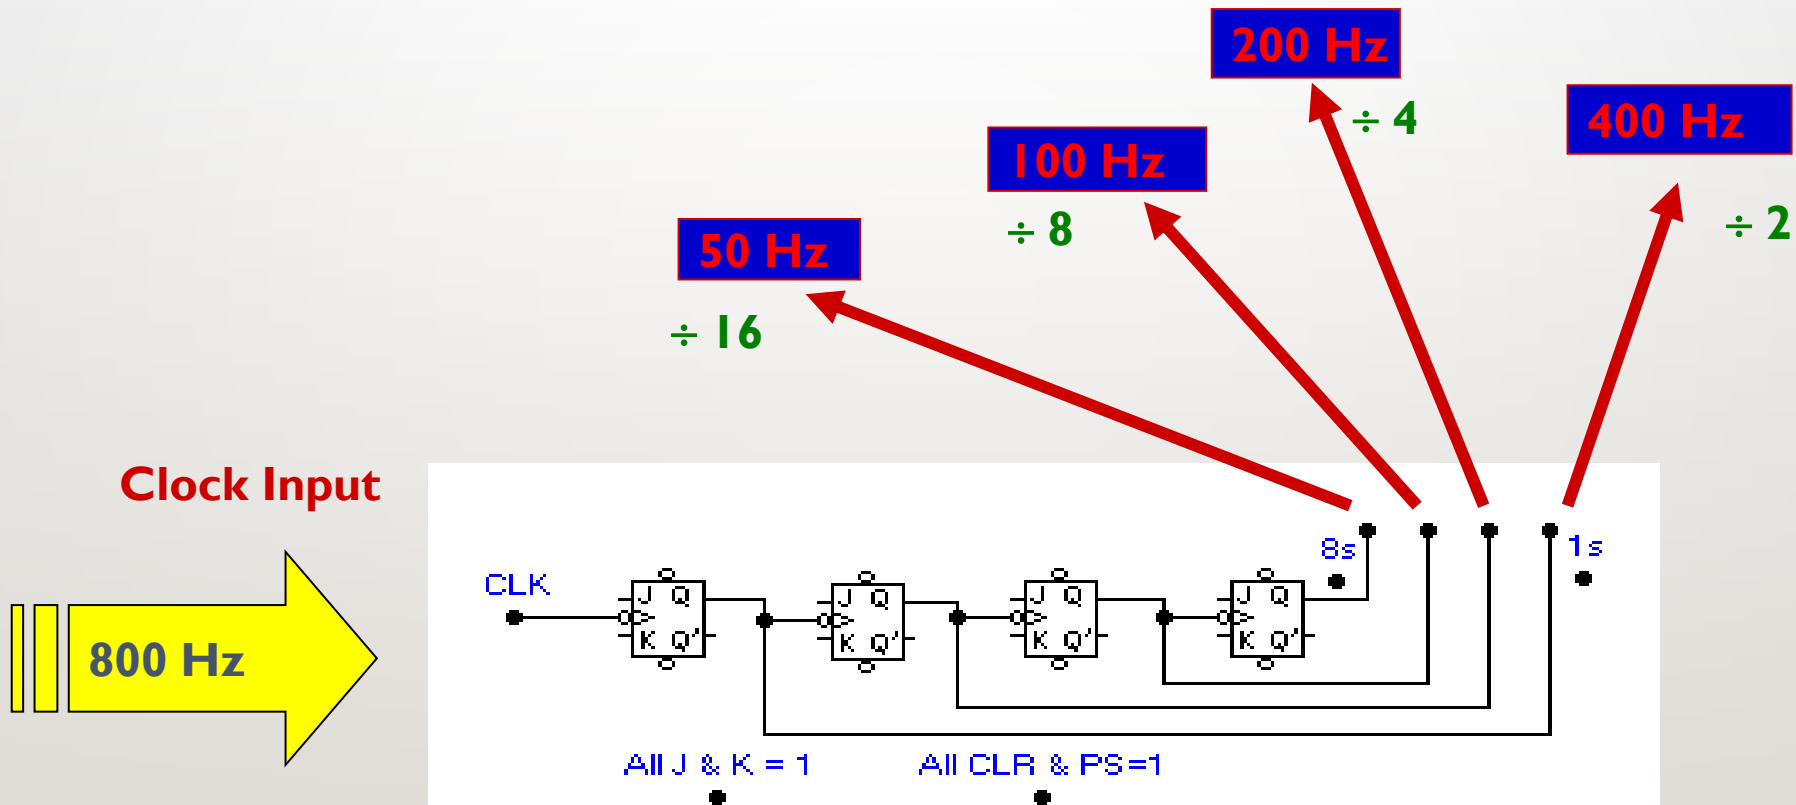 200 Hz
÷ 4
400 Hz
100 Hz
÷ 8
÷ 2
50 Hz
÷ 16
Clock Input
800 Hz
CLK
J Q
K Q'
J Q
K Q'
J Q
K Q'
J Q
K Q'
8s
1s
All J & K = 1
All CLR & PS=1